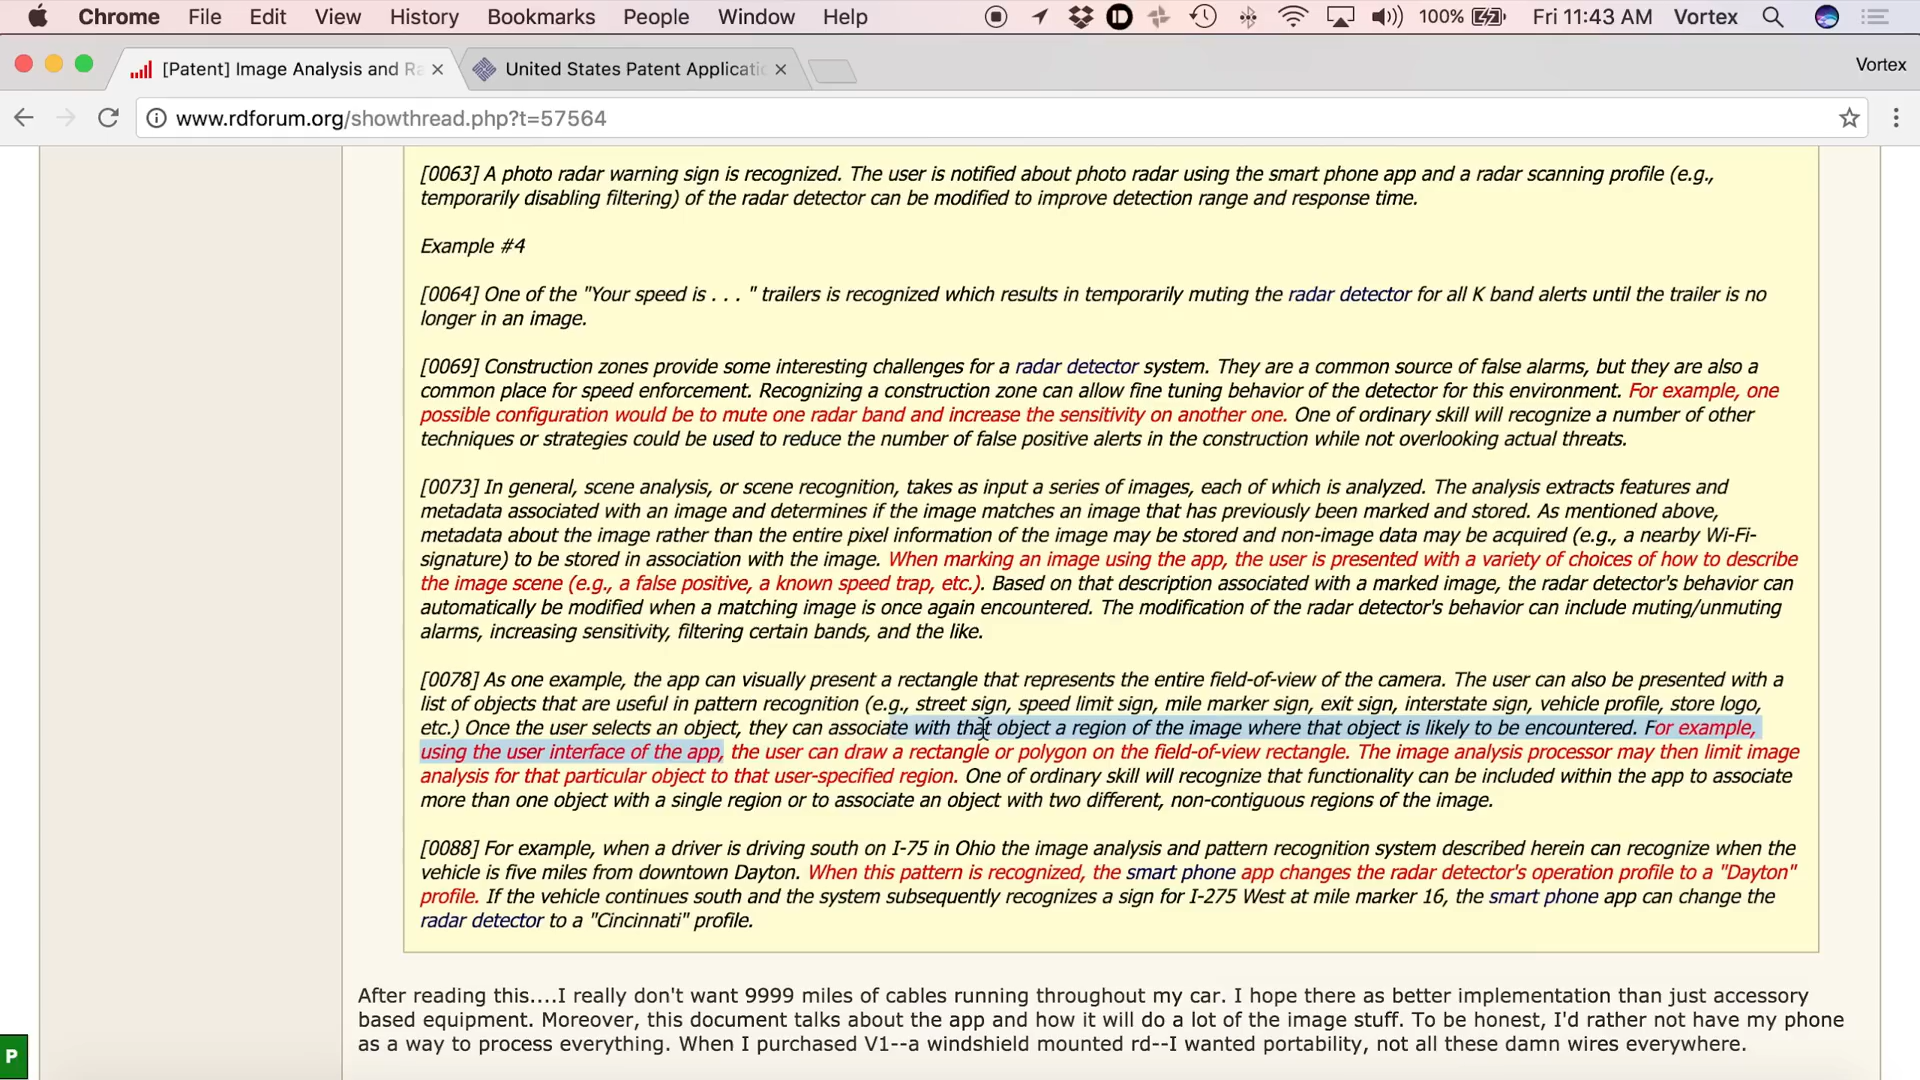 Chrome File Edit View History Bookmarks People Window Help 100% Fri 11:43 AM Vortex
[Patent] Image Analysis and Ra United States Patent Applicati Vortex
www.rdforum.org/showthread.php?t=57564
[0063] A photo radar warning sign is recognized. The user is notified about photo radar using the smart phone app and a radar scanning profile (e.g.,
temporarily disabling filtering) of the radar detector can be modified to improve detection range and response time.
Example #4
[0064] One of the "Your speed is . . . " trailers is recognized which results in temporarily muting the radar detector for all K band alerts until the trailer is no
longer in an image.
[0069] Construction zones provide some interesting challenges for a radar detector system. They are a common source of false alarms, but they are also a
common place for speed enforcement. Recognizing a construction zone can allow fine tuning behavior of the detector for this environment. For example, one
possible configuration would be to mute one radar band and increase the sensitivity on another one. One of ordinary skill will recognize a number of other
techniques or strategies could be used to reduce the number of false positive alerts in the construction while not overlooking actual threats.
[0073] In general, scene analysis, or scene recognition, takes as input a series of images, each of which is analyzed. The analysis extracts features and
metadata associated with an image and determines if the image matches an image that has previously been marked and stored. As mentioned above,
metadata about the image rather than the entire pixel information of the image may be stored and non-image data may be acquired (e.g., a nearby Wi-Fi-
signature) to be stored in association with the image. When marking an image using the app, the user is presented with a variety of choices of how to describe
the image scene (e.g., a false positive, a known speed trap, etc.). Based on that description associated with a marked image, the radar detector's behavior can
automatically be modified when a matching image is once again encountered. The modification of the radar detector's behavior can include muting/unmuting
alarms, increasing sensitivity, filtering certain bands, and the like.
[0078] As one example, the app can visually present a rectangle that represents the entire field-of-view of the camera. The user can also be presented with a
list of objects that are useful in pattern recognition (e.g., street sign, speed limit sign, mile marker sign, exit sign, interstate sign, vehicle profile, store logo,
etc.) Once the user selects an object, they can associate with that object a region of the image where that object is likely to be encountered. For example,
using the user interface of the app, the user can draw a rectangle or polygon on the field-of-view rectangle. The image analysis processor may then limit image
analysis for that particular object to that user-specified region. One of ordinary skill will recognize that functionality can be included within the app to associate
more than one object with a single region or to associate an object with two different, non-contiguous regions of the image.
[0088] For example, when a driver is driving south on I-75 in Ohio the image analysis and pattern recognition system described herein can recognize when the
vehicle is five miles from downtown Dayton. When this pattern is recognized, the smart phone app changes the radar detector's operation profile to a "Dayton"
profile. If the vehicle continues south and the system subsequently recognizes a sign for I-275 West at mile marker 16, the smart phone app can change the
radar detector to a "Cincinnati" profile.
After reading this....I really don't want 9999 miles of cables running throughout my car. I hope there as better implementation than just accessory
based equipment. Moreover, this document talks about the app and how it will do a lot of the image stuff. To be honest, I'd rather not have my phone
as a way to process everything. When I purchased V1--a windshield mounted rd--I wanted portability, not all these damn wires everywhere.
P